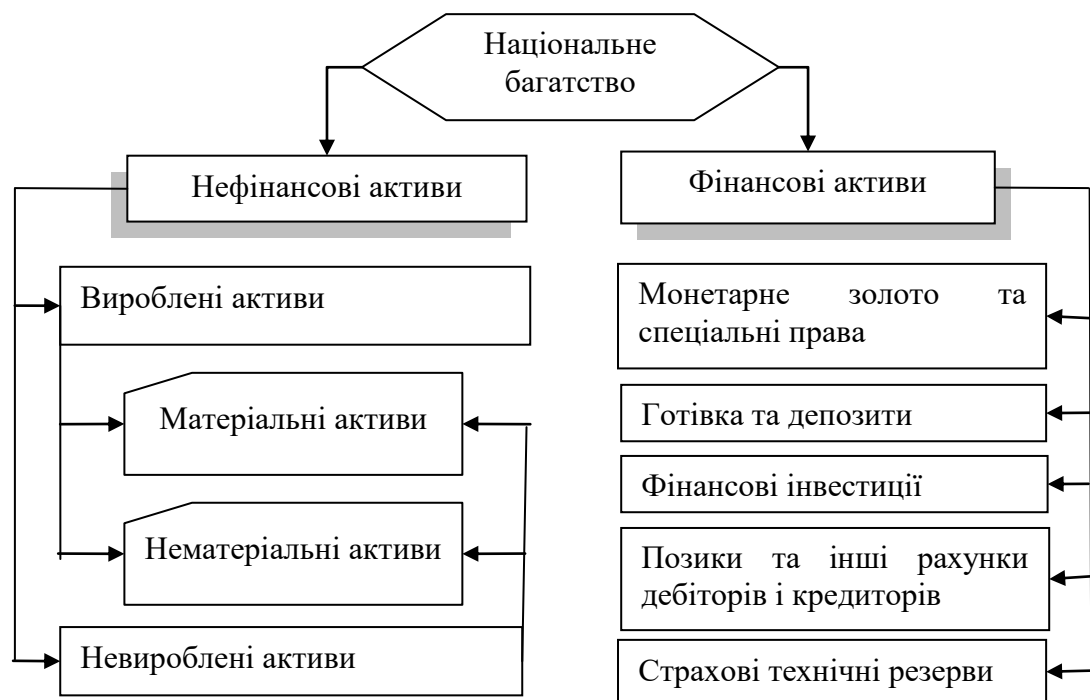 Національне
багатство
Нефінансові активи
Фінансові активи
Вироблені активи
Матеріальні активи
Нематеріальні активи
Невироблені активи
Монетарне золото та
спеціальні права
Готівка та депозити
Фінансові інвестиції
Позики та інші рахунки
дебіторів і кредиторів
Страхові технічні резерви